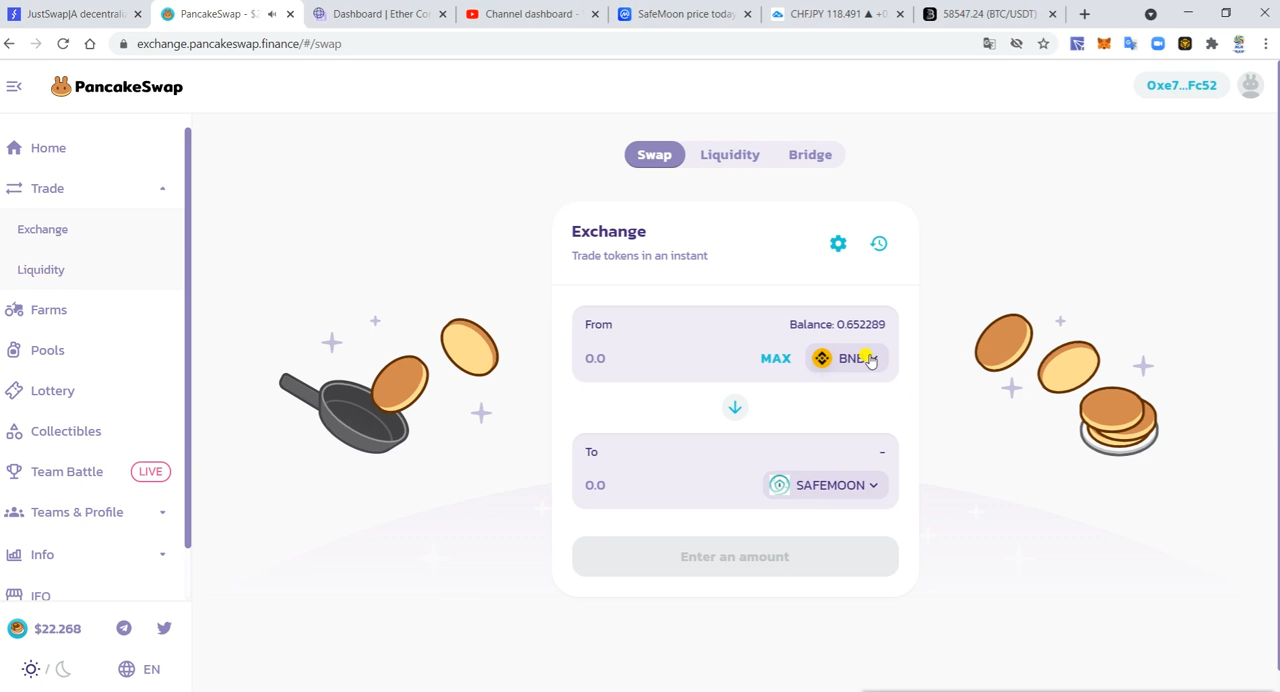 JustSwap|A decentrali
PancakeSwap - $2
Dashboard | Ether Co
Channel dashboard -
SafeMoon price today
CHFJPY 118.491 ▲ +0.
58547.24 (BTC/USDT)
exchange.pancakeswap.finance/#/swap
PancakeSwap
0xe7...Fc52
Home
Trade
Exchange
Liquidity
Farms
Pools
Lottery
Collectibles
Team Battle
LIVE
Teams & Profile
Info
IFO
$22.268
/
EN
Swap
Liquidity
Bridge
Exchange
Trade tokens in an instant
From
Balance: 0.652289
0.0
MAX
BNB
To
-
0.0
SAFEMOON
Enter an amount